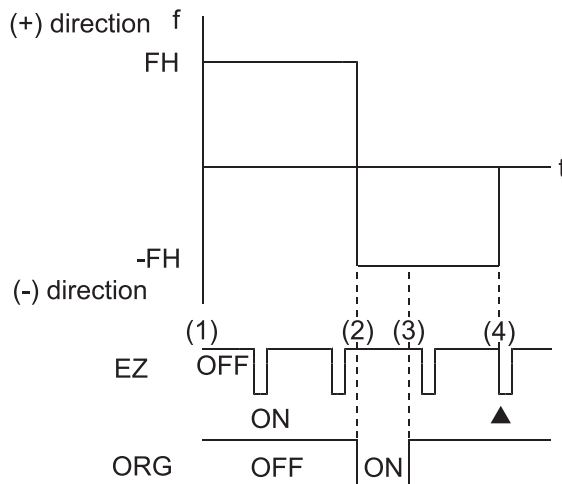 (+) direction f
FH
t
-FH
(-) direction
(1) (2) (3) (4)
EZ OFF
ON
ORG OFF ON